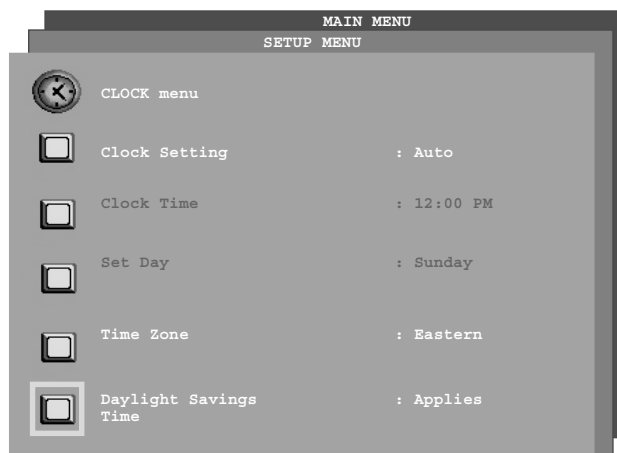 MAIN MENU
SETUP MENU
CLOCK menu
Clock Setting : Auto
Clock Time : 12:00 PM
Set Day : Sunday
Time Zone : Eastern
Daylight Savings : Applies
Time